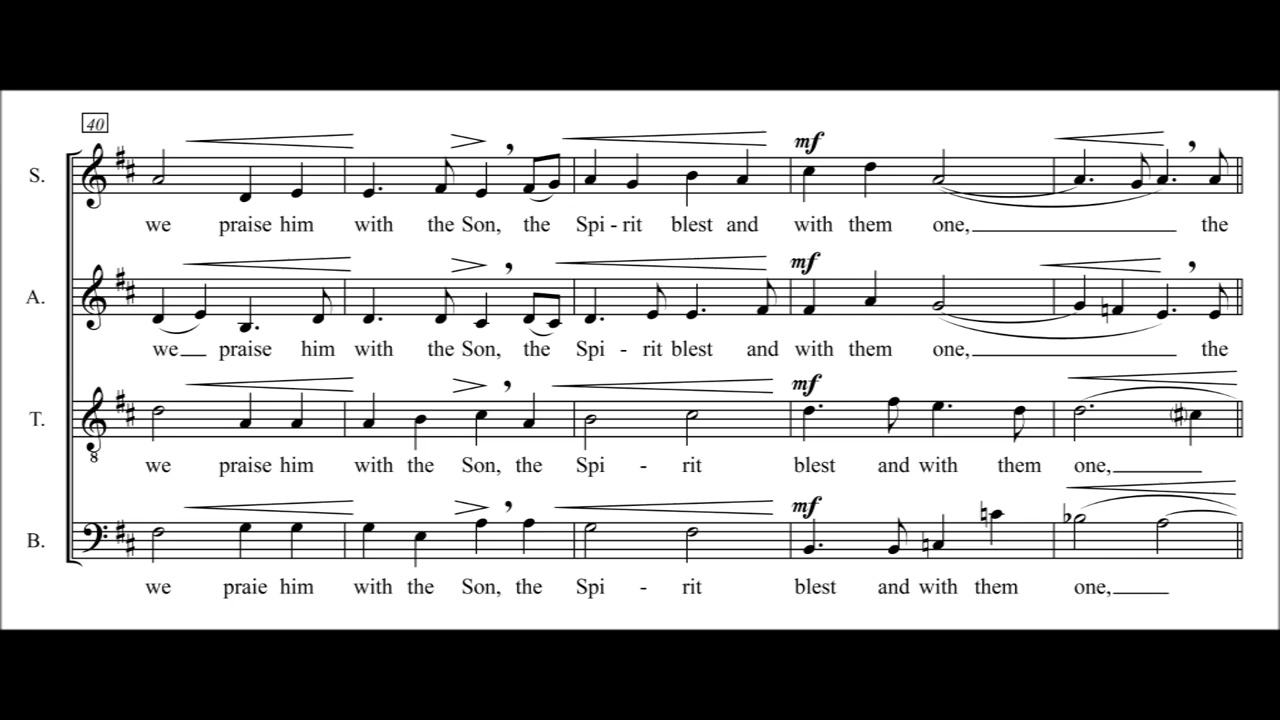 40
mf
S.
we praise him with the Son, the Spi - rit blest and with them one, the
mf
A.
we praise him with the Son, the Spi - rit blest and with them one, the
mf
T.
8
we praise him with the Son, the Spi - rit blest and with them one,
mf
B.
we praie him with the Son, the Spi - rit blest and with them one,